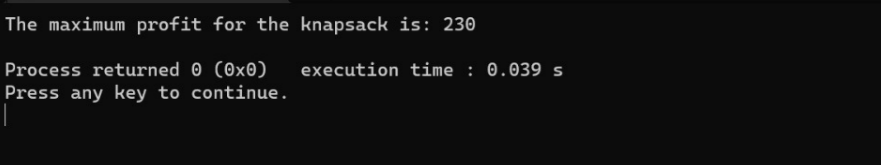 The maximum profit for the knapsack is: 230
Process returned 0 (0x0)   execution time : 0.039 s
Press any key to continue.